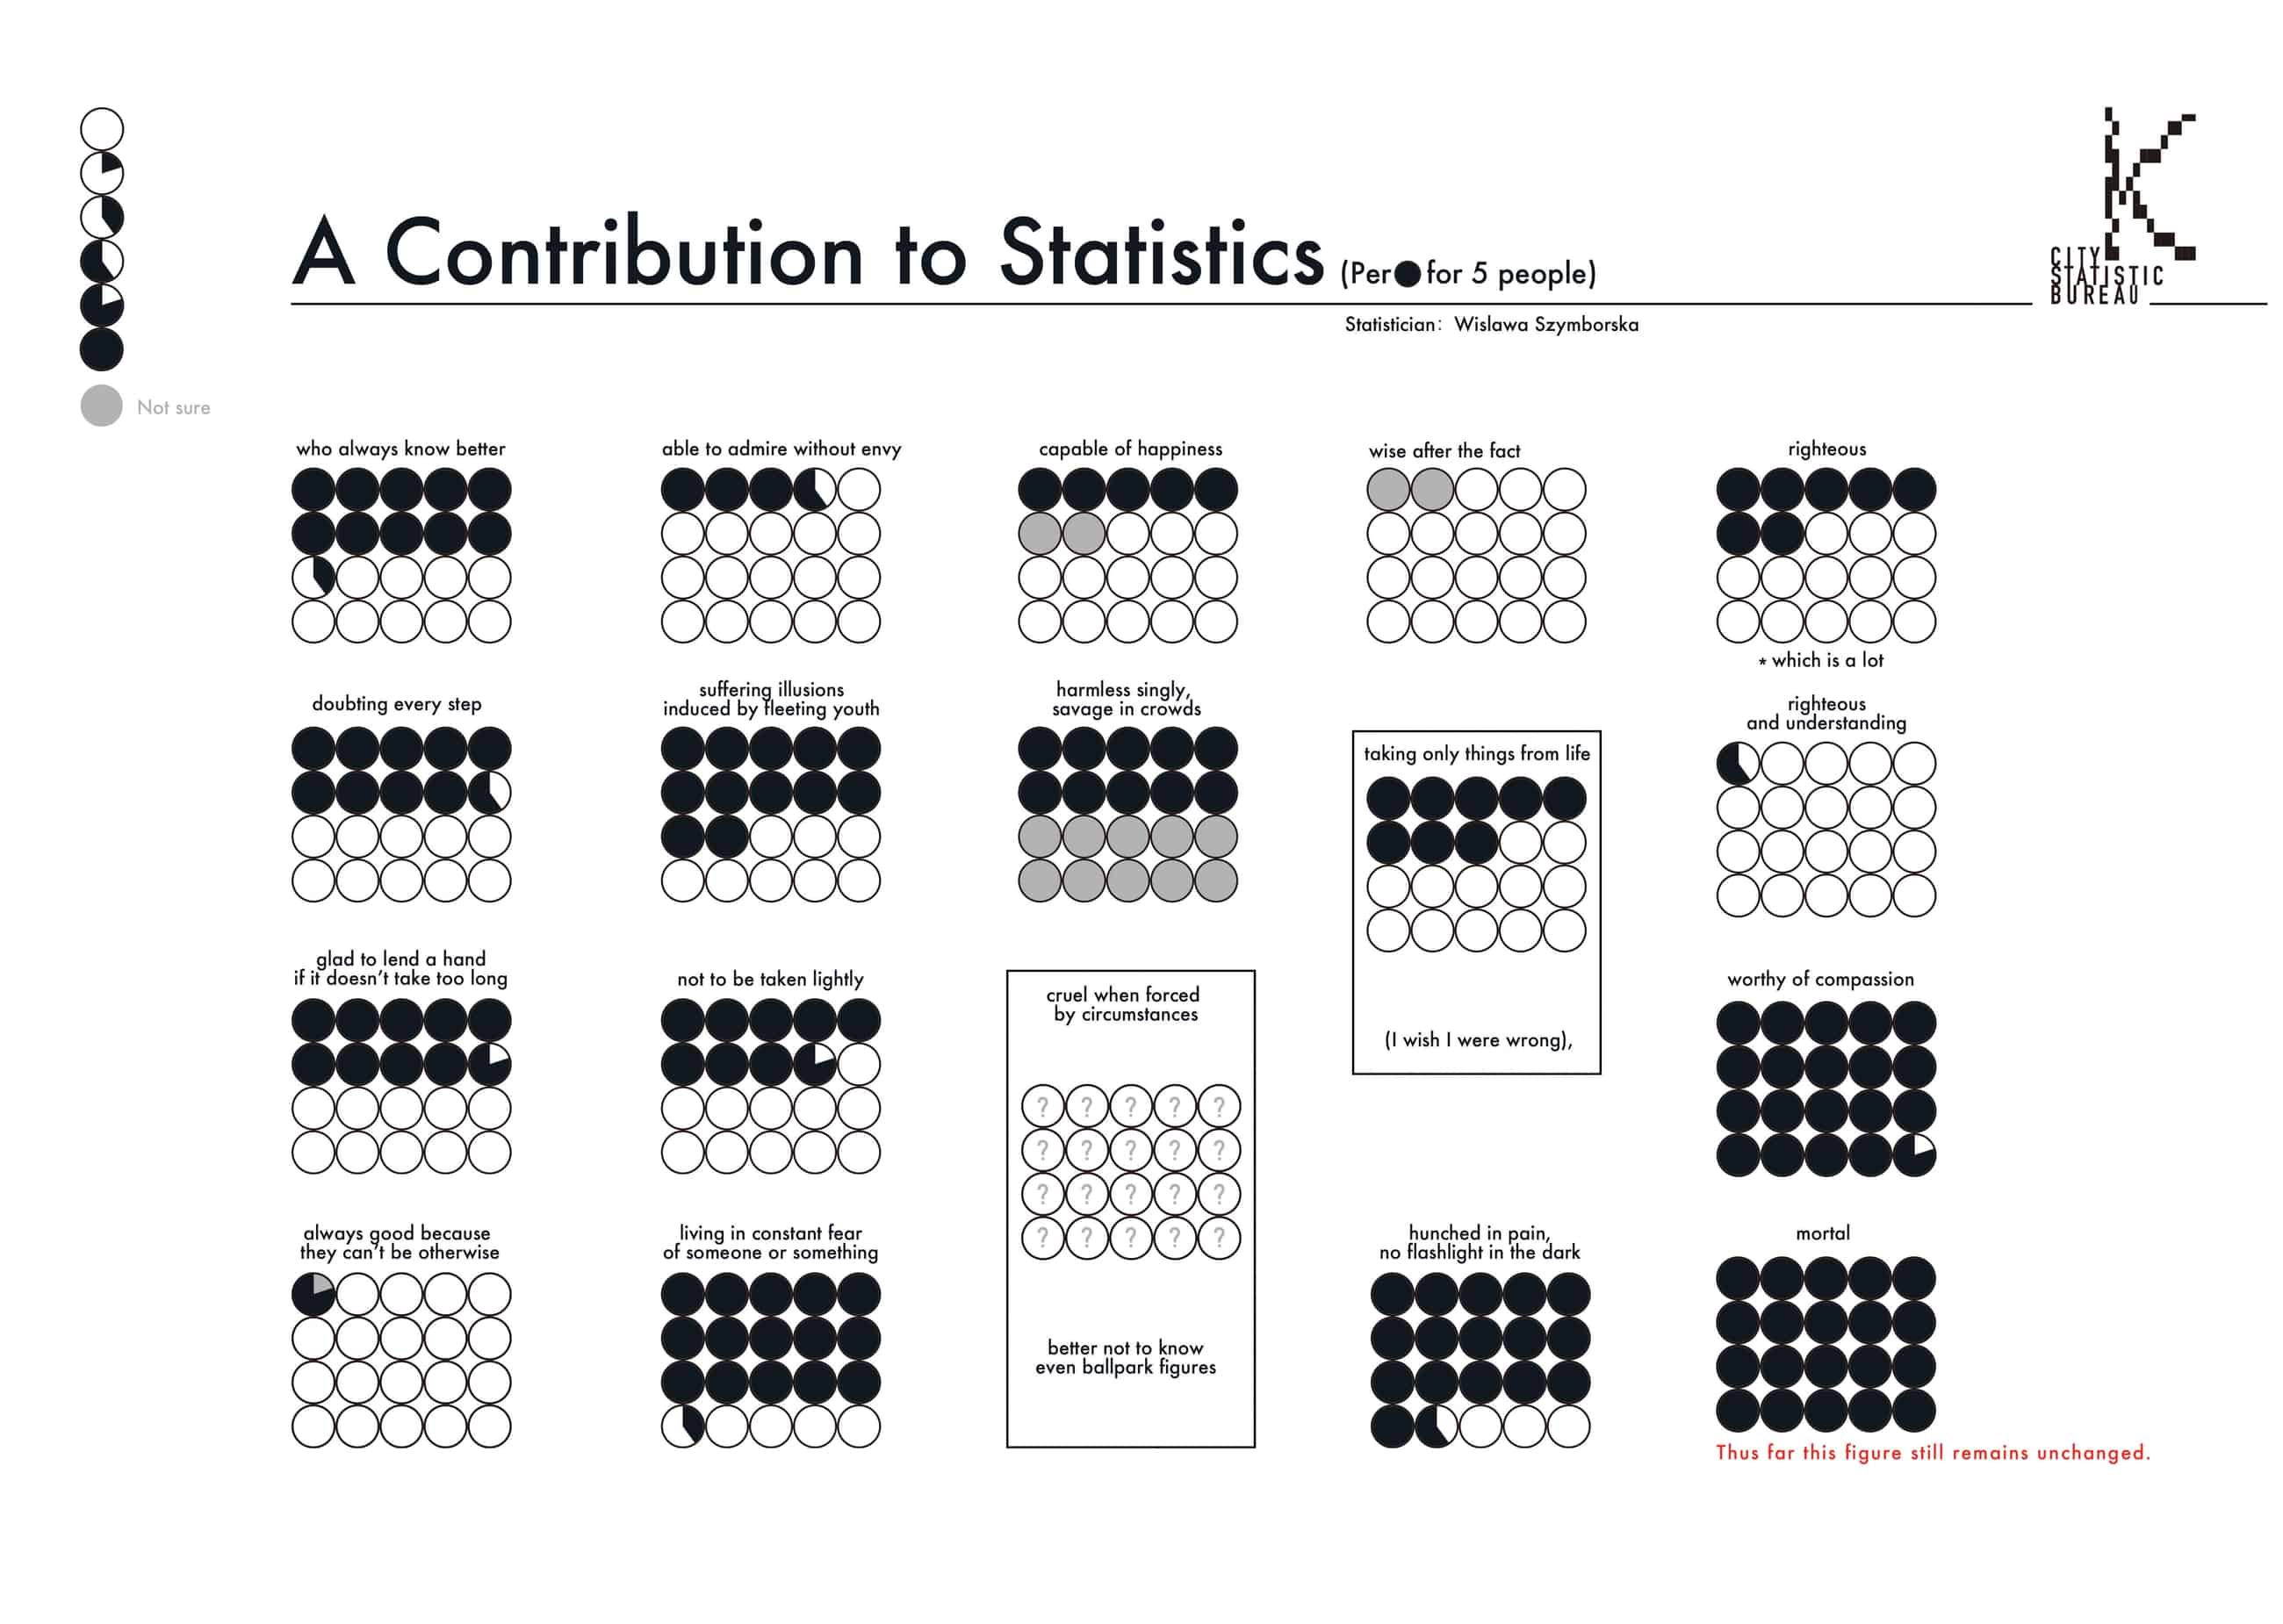 A Contribution to Statistics (Per for 5 people)
K
CITY
STATISTIC
BUREAU
Statistician: Wislawa Szymborska
Not sure
who always know better
able to admire without envy
capable of happiness
wise after the fact
righteous
* which is a lot
doubting every step
suffering illusions
induced by fleeting youth
harmless singly,
savage in crowds
taking only things from life
(I wish I were wrong),
righteous
and understanding
glad to lend a hand
if it doesn't take too long
not to be taken lightly
cruel when forced
by circumstances
? ? ? ? ?
? ? ? ? ?
? ? ? ? ?
? ? ? ? ?
better not to know
even ballpark figures
worthy of compassion
always good because
they can't be otherwise
living in constant fear
of someone or something
hunched in pain,
no flashlight in the dark
mortal
Thus far this figure still remains unchanged.